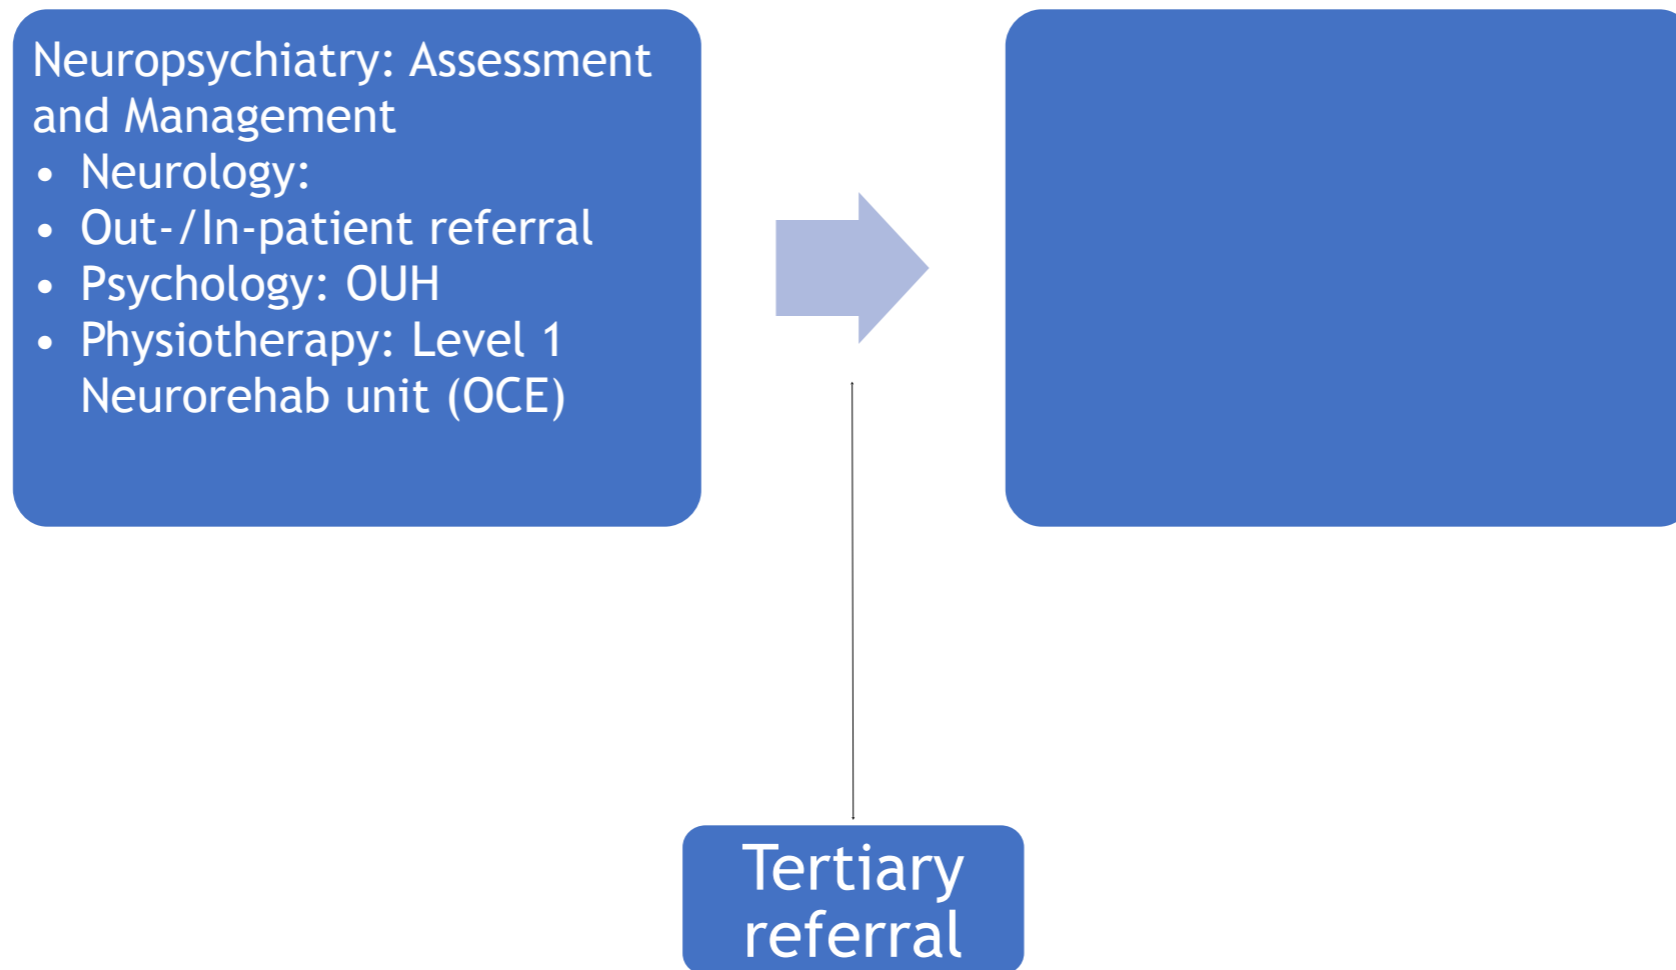 Neuropsychiatry: Assessment
and Management
• Neurology:
• Out-/In-patient referral
• Psychology: OUH
• Physiotherapy: Level 1
Neurorehab unit (OCE)
Tertiary
referral